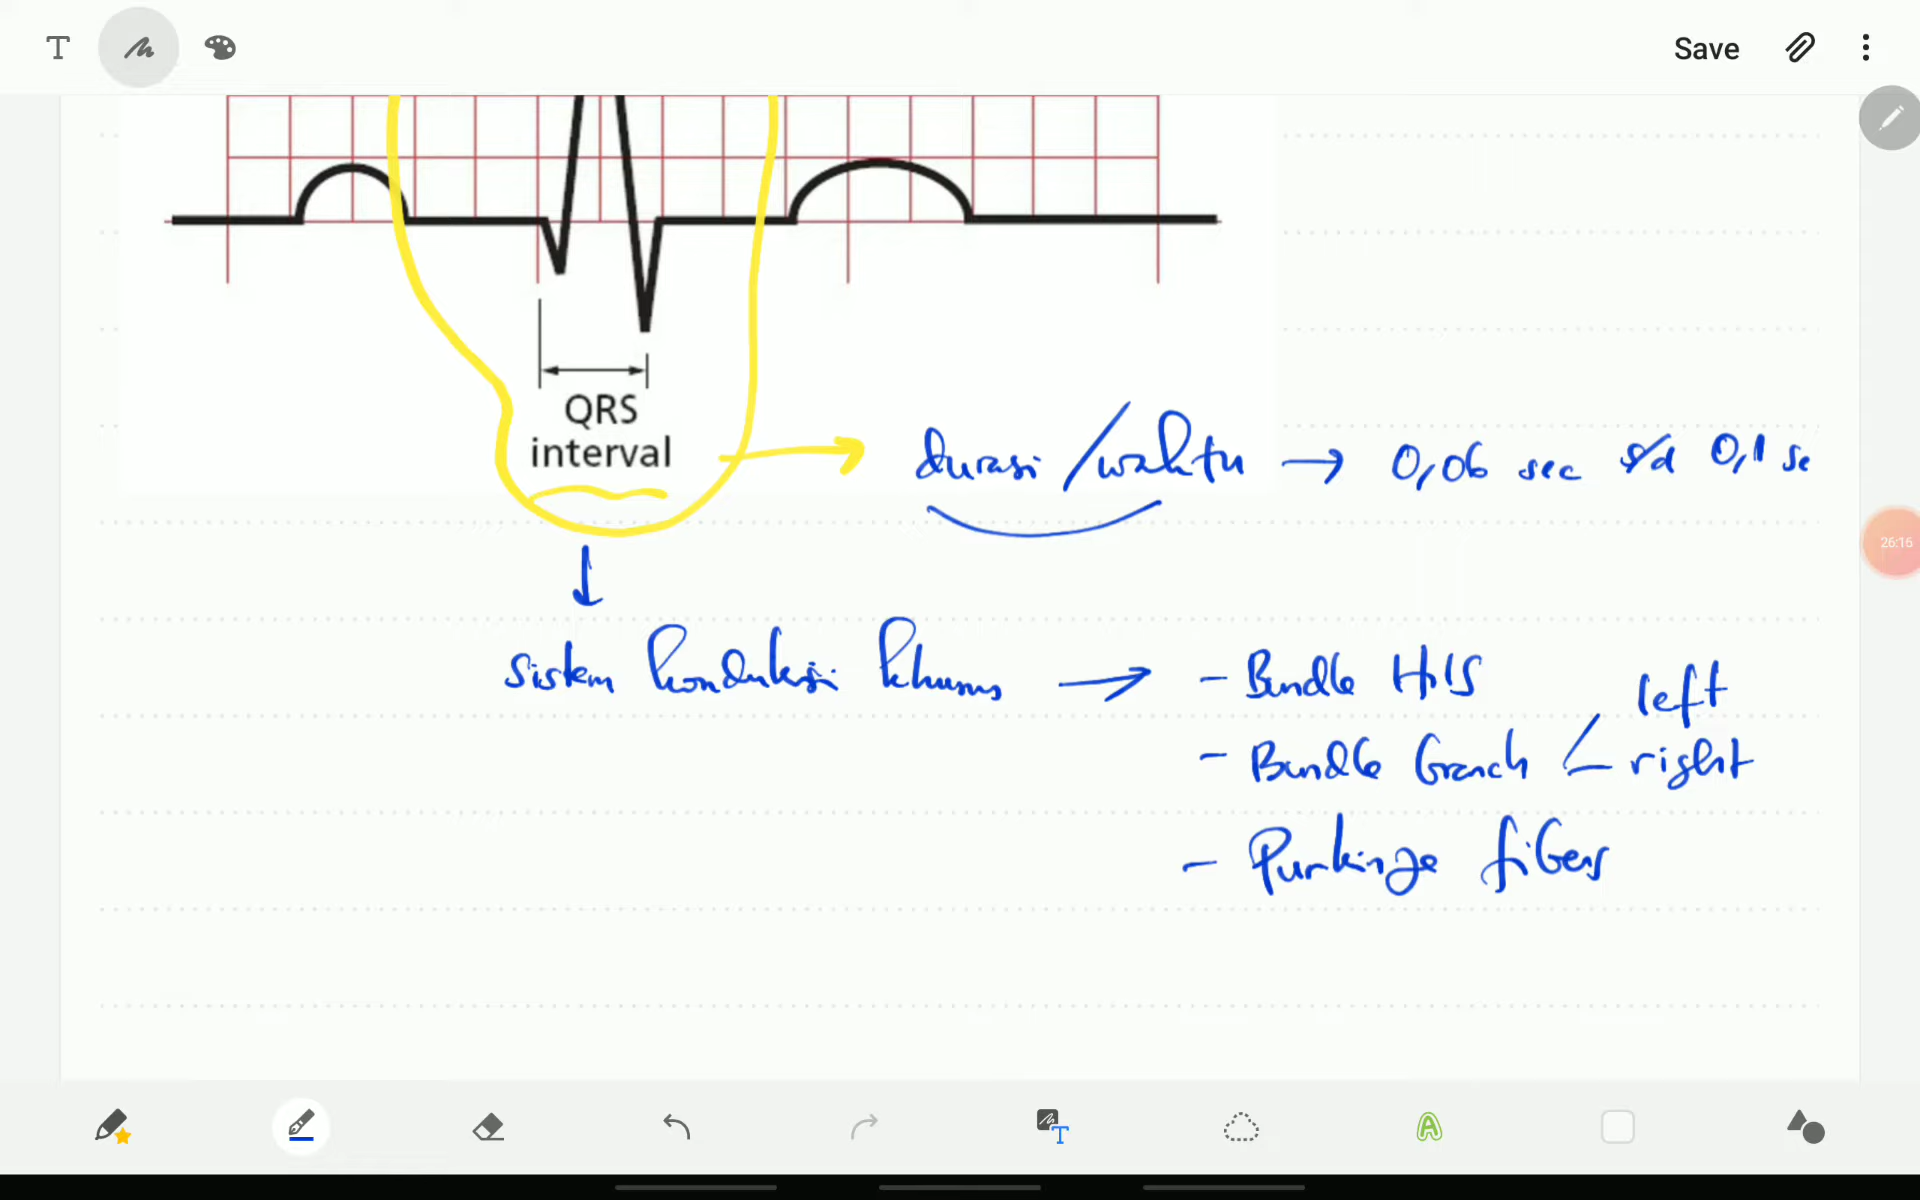 Save
QRS
interval
durasi / waktu → 0,06 sec s/d 0,1 se
26:16
sistem konduksi khusus → - Bundle HIS
- Bundle branch < left
right
- Purkinje fibers